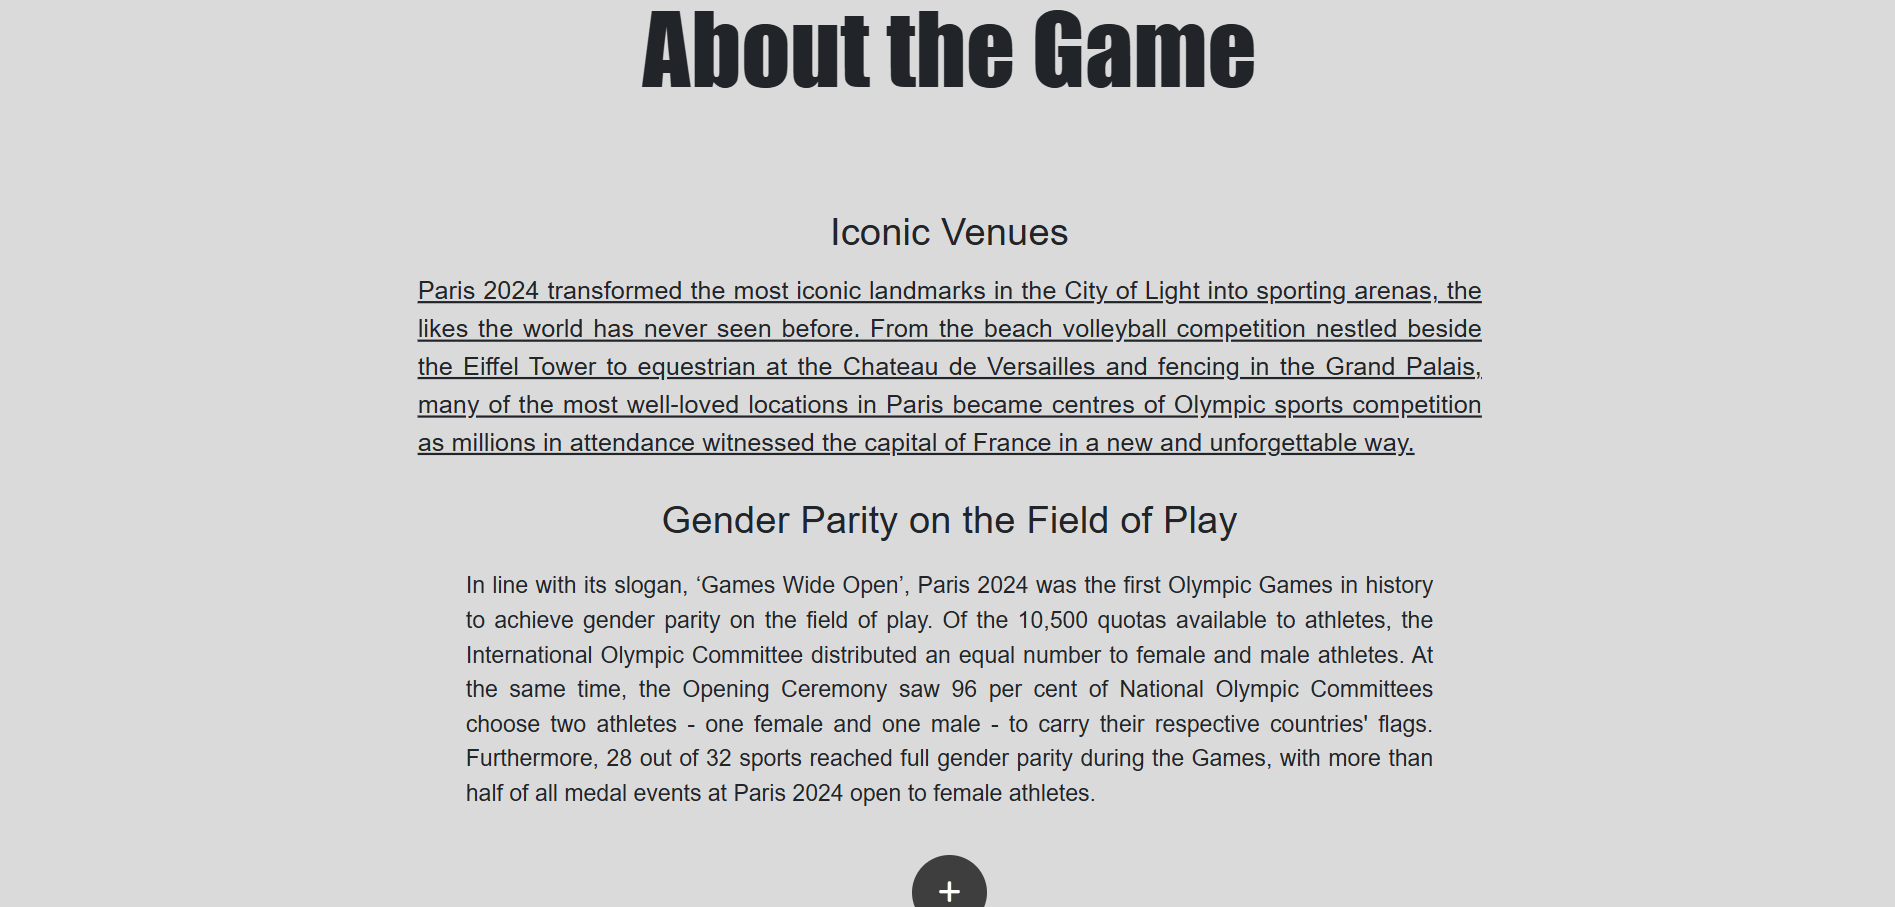 About the Game
Iconic Venues
Paris 2024 transformed the most iconic landmarks in the City of Light into sporting arenas, the
likes the world has never seen before. From the beach volleyball competition nestled beside
the Eiffel Tower to equestrian at the Chateau de Versailles and fencing in the Grand Palais,
many of the most well-loved locations in Paris became centres of Olympic sports competition
as millions in attendance witnessed the capital of France in a new and unforgettable way.
Gender Parity on the Field of Play
In line with its slogan, ‘Games Wide Open’, Paris 2024 was the first Olympic Games in history
to achieve gender parity on the field of play. Of the 10,500 quotas available to athletes, the
International Olympic Committee distributed an equal number to female and male athletes. At
the same time, the Opening Ceremony saw 96 per cent of National Olympic Committees
choose two athletes - one female and one male - to carry their respective countries' flags.
Furthermore, 28 out of 32 sports reached full gender parity during the Games, with more than
half of all medal events at Paris 2024 open to female athletes.
+